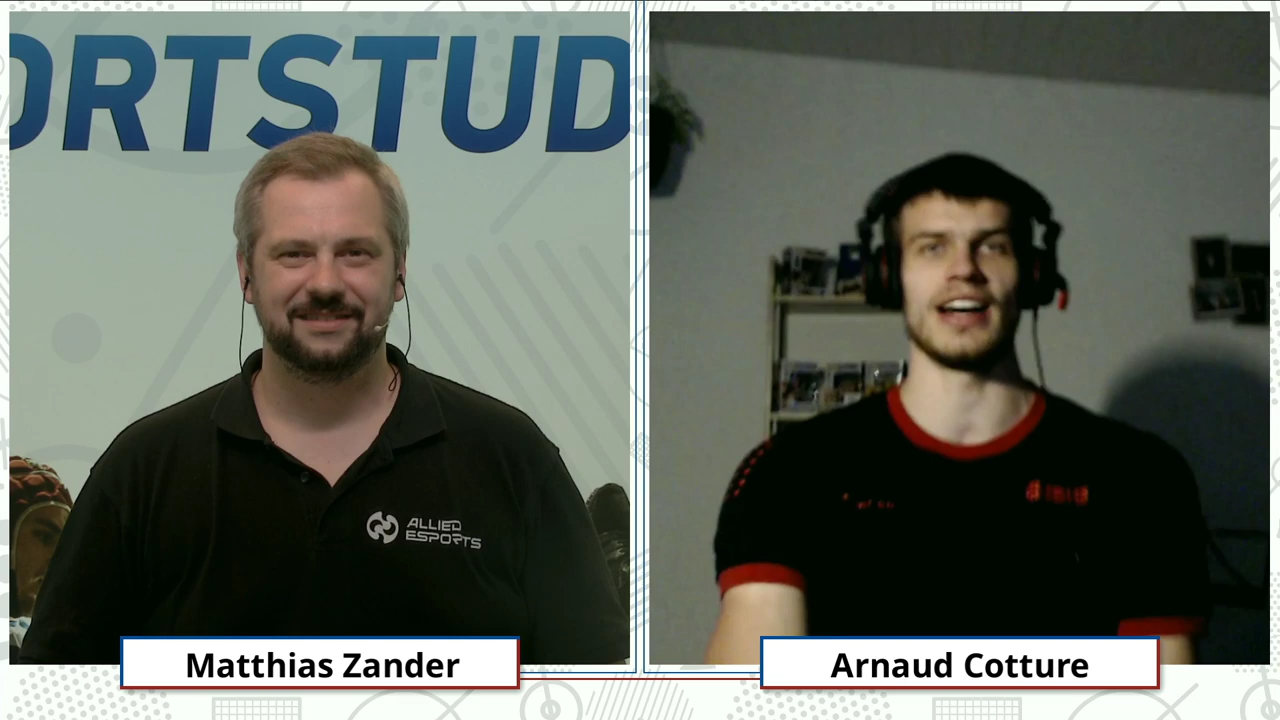 ORTSTUD
ALLIED
ESPORTS
Matthias Zander
Arnaud Cotture